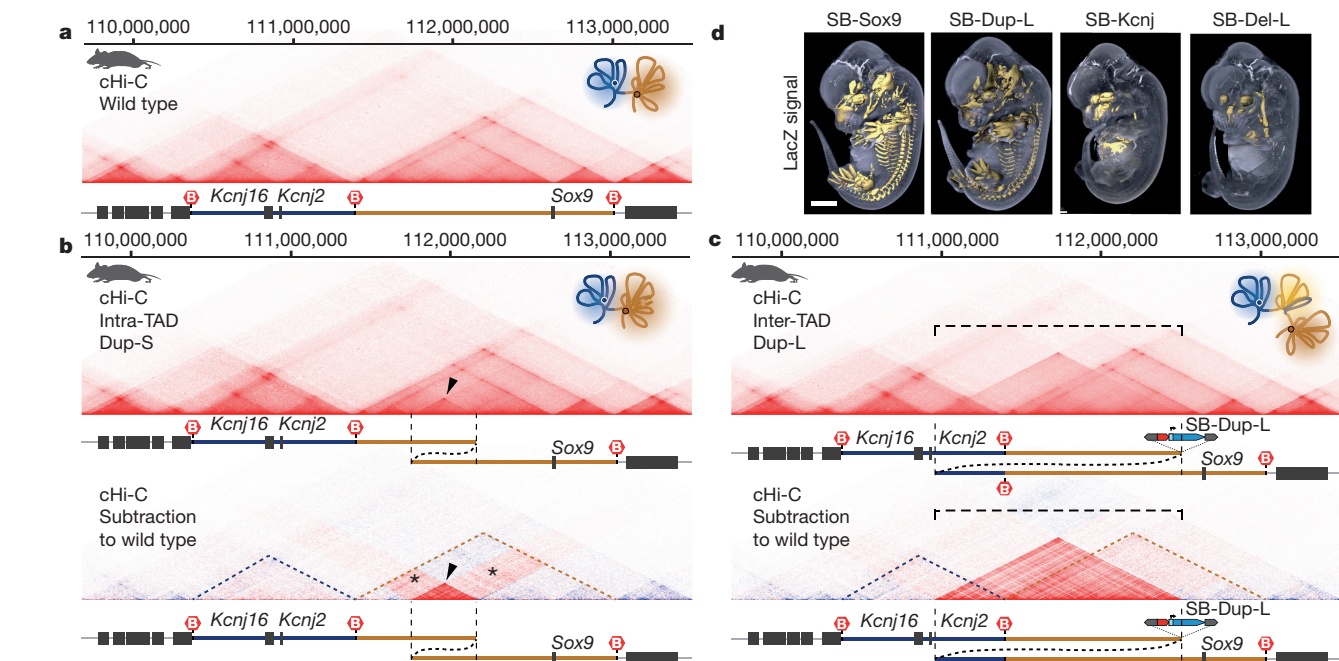 a
110,000,000 111,000,000 112,000,000 113,000,000
cHi-C
Wild type
B Kcnj16 Kcnj2 B Sox9 B
d
SB-Sox9 SB-Dup-L SB-Kcnj SB-Del-L
LacZ signal
b
110,000,000 111,000,000 112,000,000 113,000,000
cHi-C
Intra-TAD
Dup-S
B Kcnj16 Kcnj2 B
Sox9 B
cHi-C
Subtraction
to wild type
* *
B Kcnj16 Kcnj2 B
Sox9 B
c
110,000,000 111,000,000 112,000,000 113,000,000
cHi-C
Inter-TAD
Dup-L
SB-Dup-L
B Kcnj16 Kcnj2 B
Sox9 B
B
cHi-C
Subtraction
to wild type
SB-Dup-L
B Kcnj16 Kcnj2 B
Sox9 B